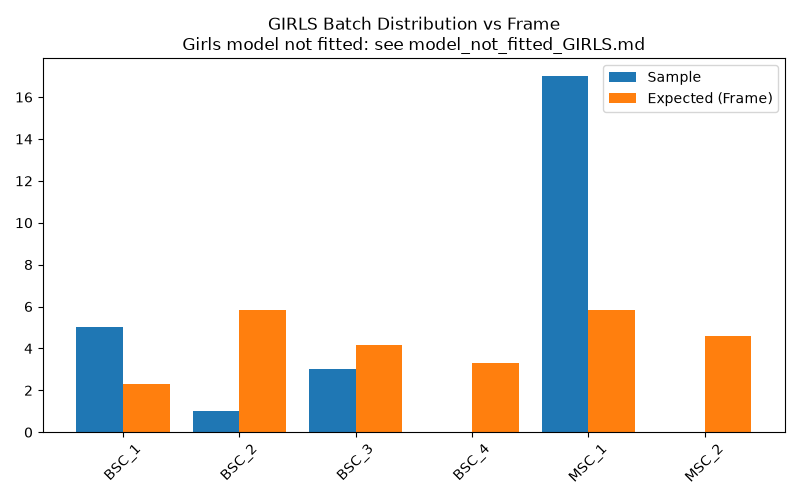 GIRLS Batch Distribution vs Frame
Girls model not fitted: see model_not_fitted_GIRLS.md
Sample
Expected (Frame)
16
14
12
10
8
6
4
2
0
BSC_1
BSC_2
BSC_3
BSC_4
MSC_1
MSC_2